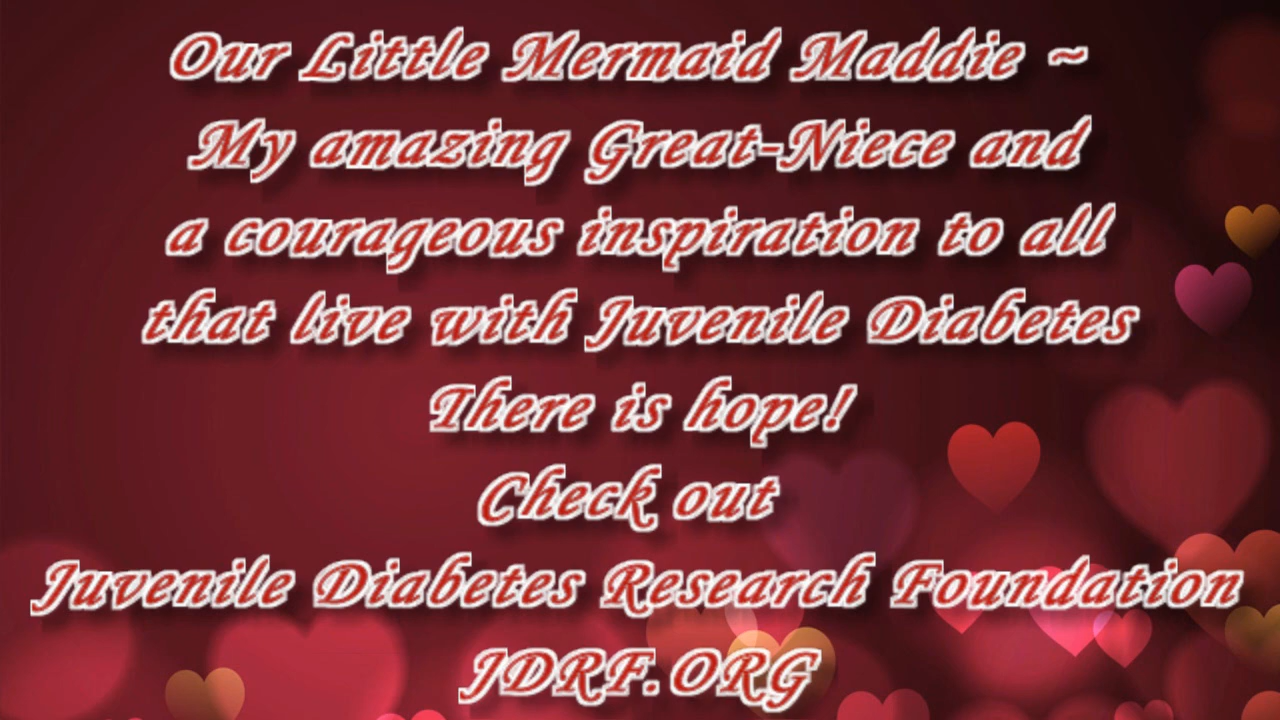 Our Little Mermaid Maddie ~
My amazing Great-Niece and
a courageous inspiration to all
that live with Juvenile Diabetes
There is hope!
Check out
Juvenile Diabetes Research Foundation
JDRF.ORG